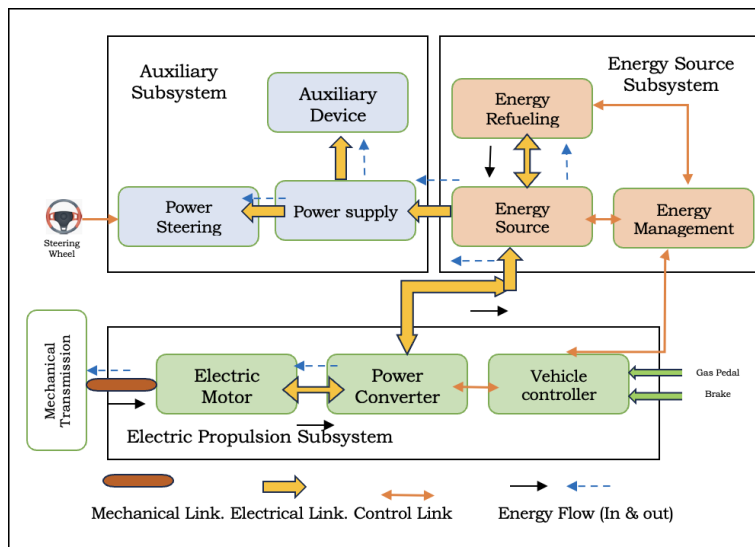 Auxiliary
Subsystem
Auxiliary
Device
Power
Steering
Power supply
Steering
Wheel
Energy Source
Subsystem
Energy
Refueling
Energy
Source
Energy
Management
Mechanical
Transmission
Electric
Motor
Power
Converter
Vehicle
controller
Gas Pedal
Brake
Electric Propulsion Subsystem
Mechanical Link. Electrical Link. Control Link
Energy Flow (In & out)